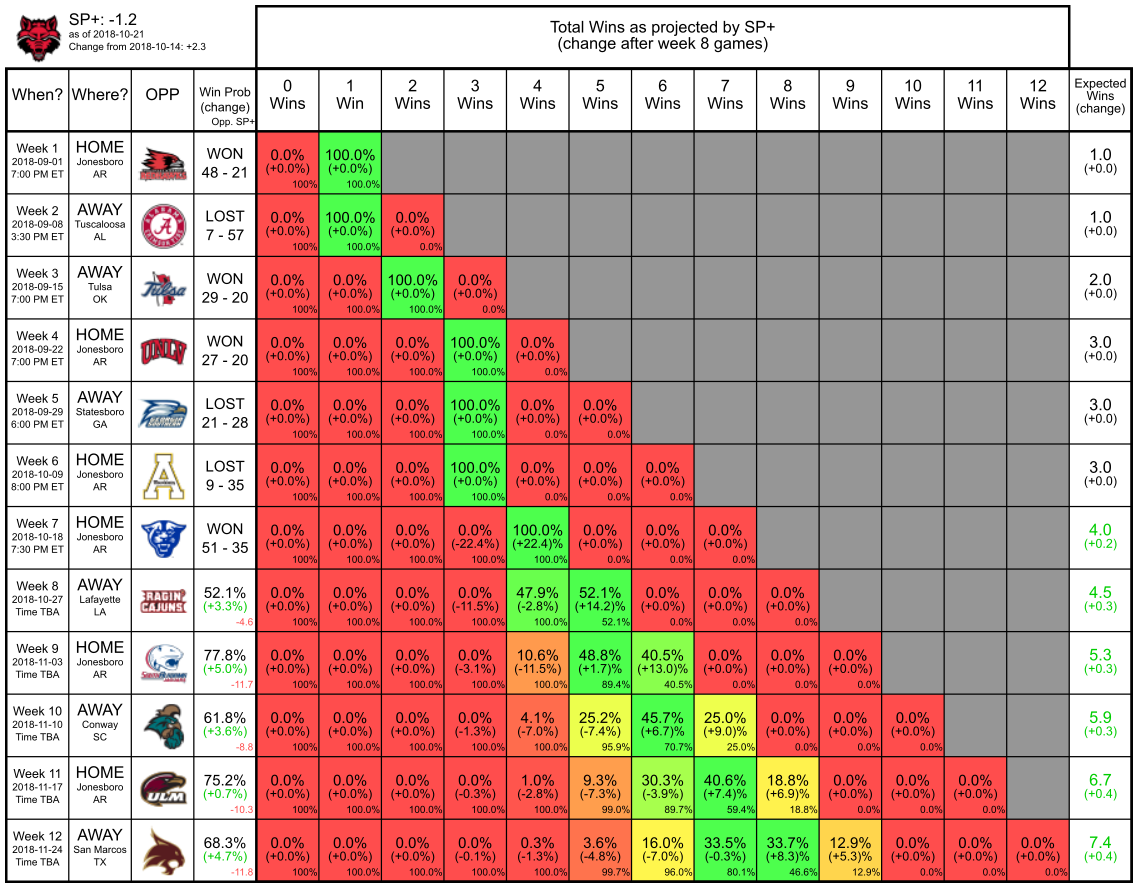 SP+: -1.2
as of 2018-10-21
Change from 2018-10-14: +2.3
Total Wins as projected by SP+
(change after week 8 games)
When? Where? OPP Win Prob (change) Opp. SP+ 0 Wins 1 Win 2 Wins 3 Wins 4 Wins 5 Wins 6 Wins 7 Wins 8 Wins 9 Wins 10 Wins 11 Wins 12 Wins Expected Wins (change)
Week 1 HOME WON 0.0% 100.0% 1.0
2018-09-01 Jonesboro (+0.0%) (+0.0%) (+0.0)
7:00 PM ET AR 48 - 21 100% 100.0%
Week 2 AWAY LOST 0.0% 100.0% 0.0% 1.0
2018-09-08 Tuscaloosa (+0.0%) (+0.0%) (+0.0%) (+0.0)
3:30 PM ET AL 7 - 57 100% 100.0% 0.0%
Week 3 AWAY WON 0.0% 0.0% 100.0% 0.0% 2.0
2018-09-15 Tulsa Tulsa (+0.0%) (+0.0%) (+0.0%) (+0.0%) (+0.0)
7:00 PM ET OK 29 - 20 100% 100.0% 100.0% 0.0%
Week 4 HOME WON 0.0% 0.0% 0.0% 100.0% 0.0% 3.0
2018-09-22 Jonesboro UNLV (+0.0%) (+0.0%) (+0.0%) (+0.0%) (+0.0%) (+0.0)
7:00 PM ET AR 27 - 20 100% 100.0% 100.0% 100.0% 0.0%
Week 5 AWAY LOST 0.0% 0.0% 0.0% 100.0% 0.0% 0.0% 3.0
2018-09-29 Statesboro (+0.0%) (+0.0%) (+0.0%) (+0.0%) (+0.0%) (+0.0%) (+0.0)
6:00 PM ET GA 21 - 28 100% 100.0% 100.0% 100.0% 0.0% 0.0%
Week 6 HOME LOST 0.0% 0.0% 0.0% 100.0% 0.0% 0.0% 0.0% 3.0
2018-10-09 Jonesboro A (+0.0%) (+0.0%) (+0.0%) (+0.0%) (+0.0%) (+0.0%) (+0.0%) (+0.0)
8:00 PM ET AR 9 - 35 100% 100.0% 100.0% 100.0% 0.0% 0.0% 0.0%
Week 7 HOME WON 0.0% 0.0% 0.0% 0.0% 100.0% 0.0% 0.0% 0.0% 4.0
2018-10-18 Jonesboro (+0.0%) (+0.0%) (+0.0%) (-22.4%) (+22.4)% (+0.0%) (+0.0%) (+0.0%) (+0.2)
7:30 PM ET AR 51 - 35 100% 100.0% 100.0% 100.0% 100.0% 0.0% 0.0% 0.0%
Week 8 AWAY RAGIN' 52.1% 0.0% 0.0% 0.0% 0.0% 47.9% 52.1% 0.0% 0.0% 0.0% 4.5
2018-10-27 Lafayette CAJUNS (+3.3%) (+0.0%) (+0.0%) (+0.0%) (-11.5%) (-2.8%) (+14.2)% (+0.0%) (+0.0%) (+0.0%) (+0.3)
Time TBA LA -4.6 100% 100.0% 100.0% 100.0% 100.0% 52.1% 0.0% 0.0% 0.0%
Week 9 HOME 77.8% 0.0% 0.0% 0.0% 0.0% 10.6% 48.8% 40.5% 0.0% 0.0% 0.0% 5.3
2018-11-03 Jonesboro (+5.0%) (+0.0%) (+0.0%) (+0.0%) (-3.1%) (-11.5%) (+1.7)% (+13.0)% (+0.0%) (+0.0%) (+0.0%) (+0.3)
Time TBA AR -11.7 100% 100.0% 100.0% 100.0% 100.0% 89.4% 40.5% 0.0% 0.0% 0.0%
Week 10 AWAY 61.8% 0.0% 0.0% 0.0% 0.0% 4.1% 25.2% 45.7% 25.0% 0.0% 0.0% 0.0% 5.9
2018-11-10 Conway (+3.6%) (+0.0%) (+0.0%) (+0.0%) (-1.3%) (-7.0%) (-7.4%) (+6.7)% (+9.0)% (+0.0%) (+0.0%) (+0.0%) (+0.3)
Time TBA SC -8.8 100% 100.0% 100.0% 100.0% 100.0% 95.9% 70.7% 25.0% 0.0% 0.0% 0.0%
Week 11 HOME 75.2% 0.0% 0.0% 0.0% 0.0% 1.0% 9.3% 30.3% 40.6% 18.8% 0.0% 0.0% 0.0% 6.7
2018-11-17 Jonesboro ULM (+0.7%) (+0.0%) (+0.0%) (+0.0%) (-0.3%) (-2.8%) (-7.3%) (-3.9%) (+7.4)% (+6.9)% (+0.0%) (+0.0%) (+0.0%) (+0.4)
Time TBA AR -10.3 100% 100.0% 100.0% 100.0% 100.0% 99.0% 89.7% 59.4% 18.8% 0.0% 0.0% 0.0%
Week 12 AWAY 68.3% 0.0% 0.0% 0.0% 0.0% 0.3% 3.6% 16.0% 33.5% 33.7% 12.9% 0.0% 0.0% 0.0% 7.4
2018-11-24 San Marcos (+4.7%) (+0.0%) (+0.0%) (+0.0%) (-0.1%) (-1.3%) (-4.8%) (-7.0%) (-0.3%) (+8.3)% (+5.3)% (+0.0%) (+0.0%) (+0.0%) (+0.4)
Time TBA TX -11.8 100% 100.0% 100.0% 100.0% 100.0% 99.7% 96.0% 80.1% 46.6% 12.9% 0.0% 0.0% 0.0%